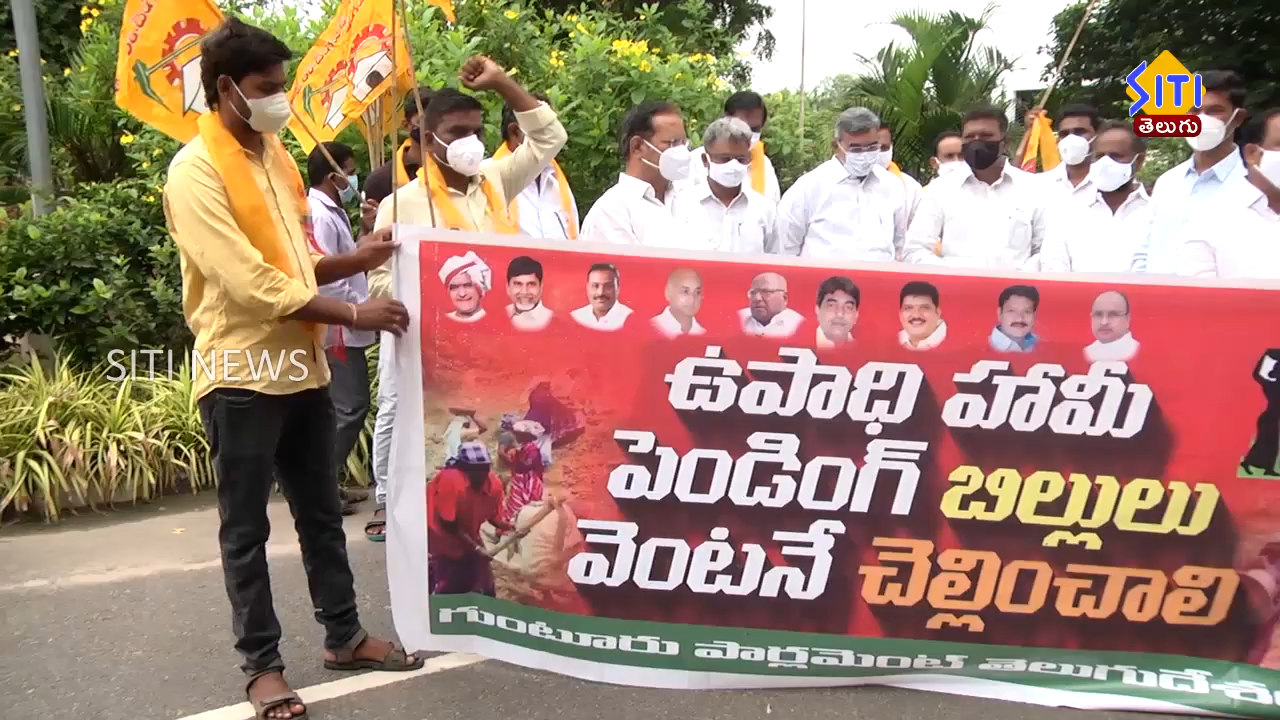 SITI
తెలుగు
SITI NEWS
ఉపాధి హామీ
పెండింగ్ బిల్లులు
వెంటనే చెల్లించాలి
గుంటూరు పార్లమెంట్ తెలుగుదేశం